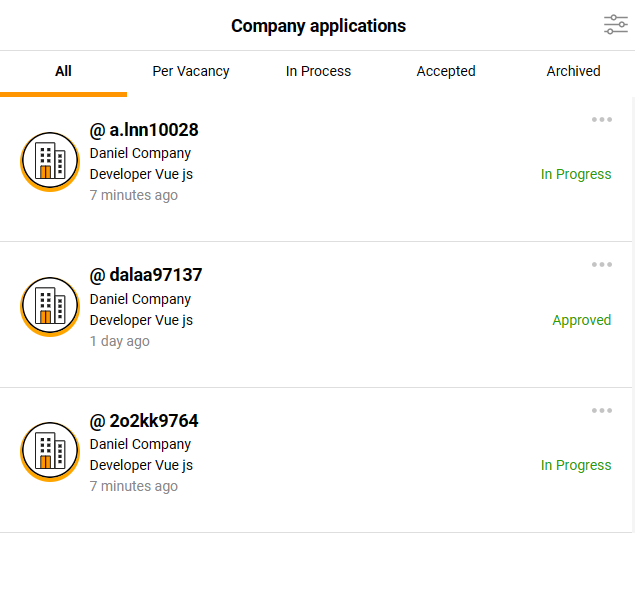 Company applications
All
Per Vacancy
In Process
Accepted
Archived
@ a.lnn10028
Daniel Company
Developer Vue js
In Progress
7 minutes ago
@ dalaa97137
Daniel Company
Developer Vue js
Approved
1 day ago
@ 2o2kk9764
Daniel Company
Developer Vue js
In Progress
7 minutes ago